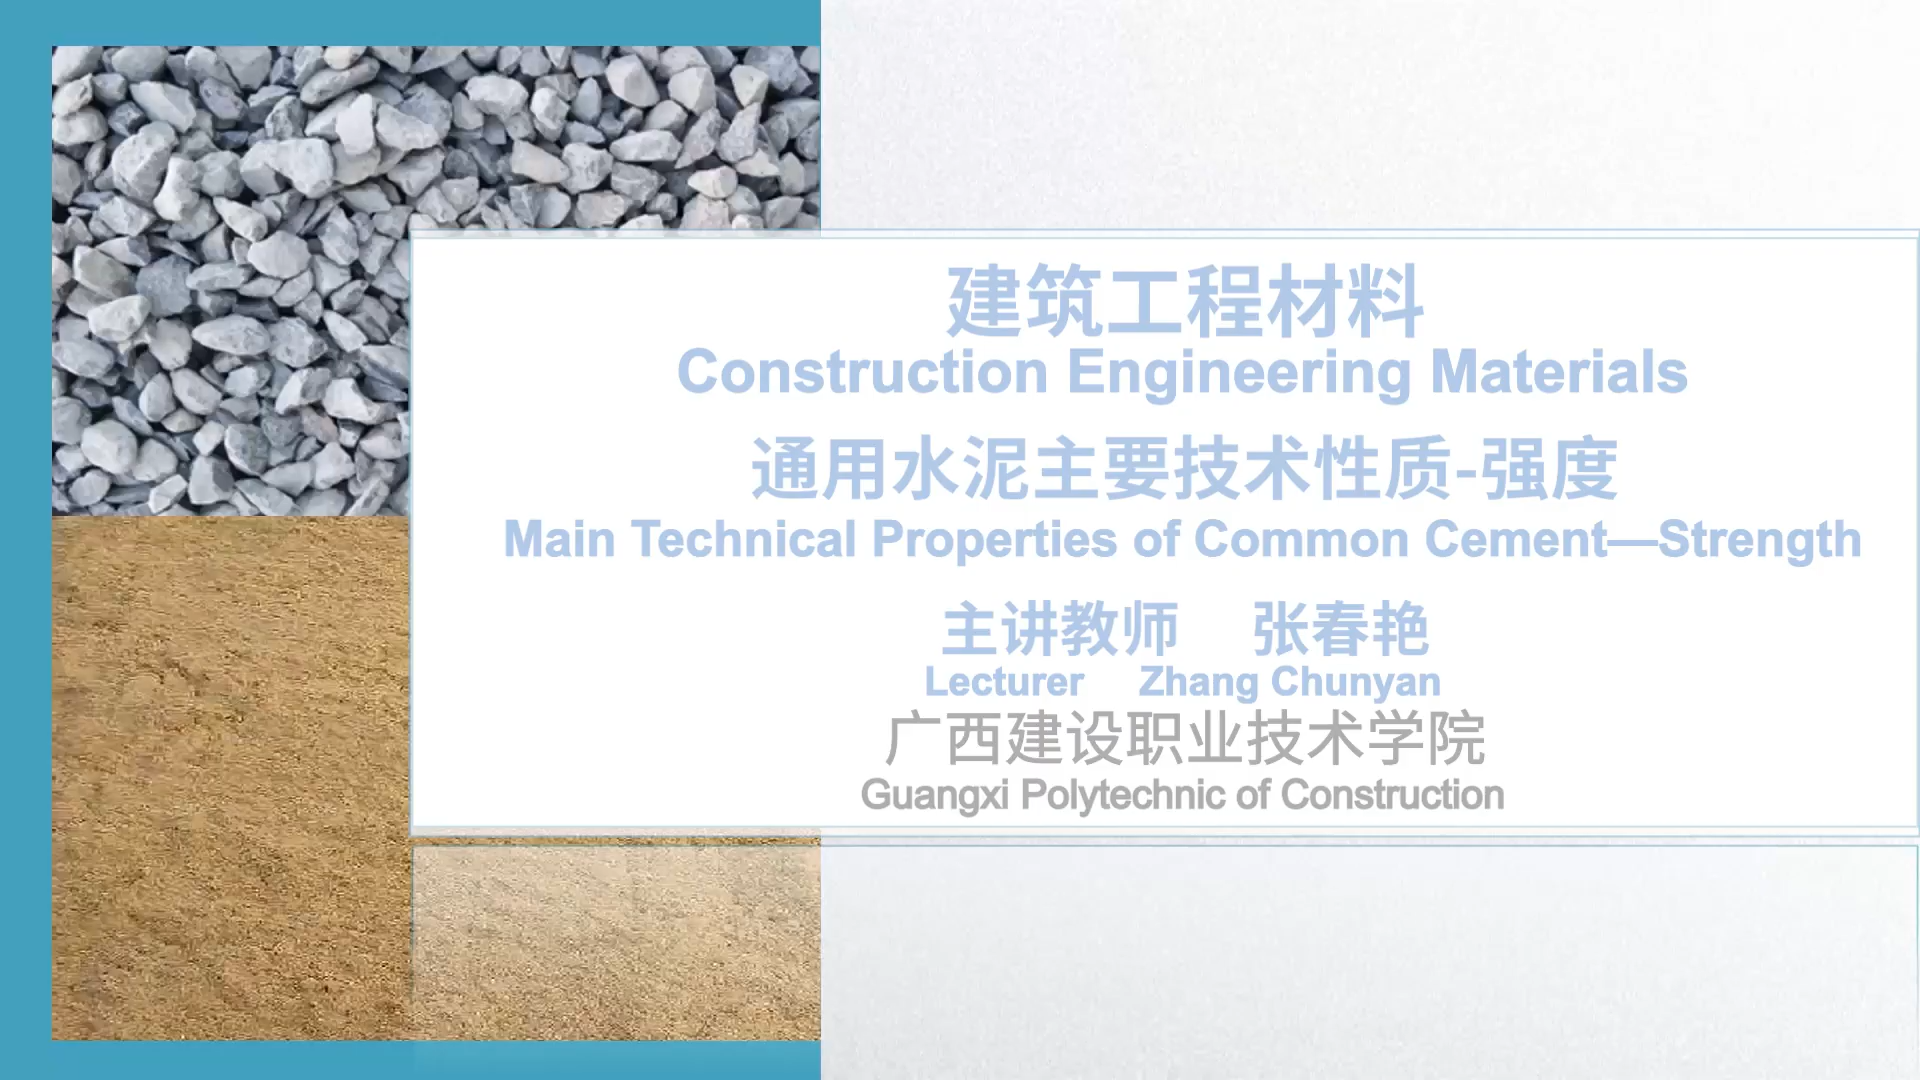 建筑工程材料
Construction Engineering Materials
通用水泥主要技术性质-强度
Main Technical Properties of Common Cement—Strength
主讲教师 张春艳
Lecturer Zhang Chunyan
广西建设职业技术学院
Guangxi Polytechnic of Construction